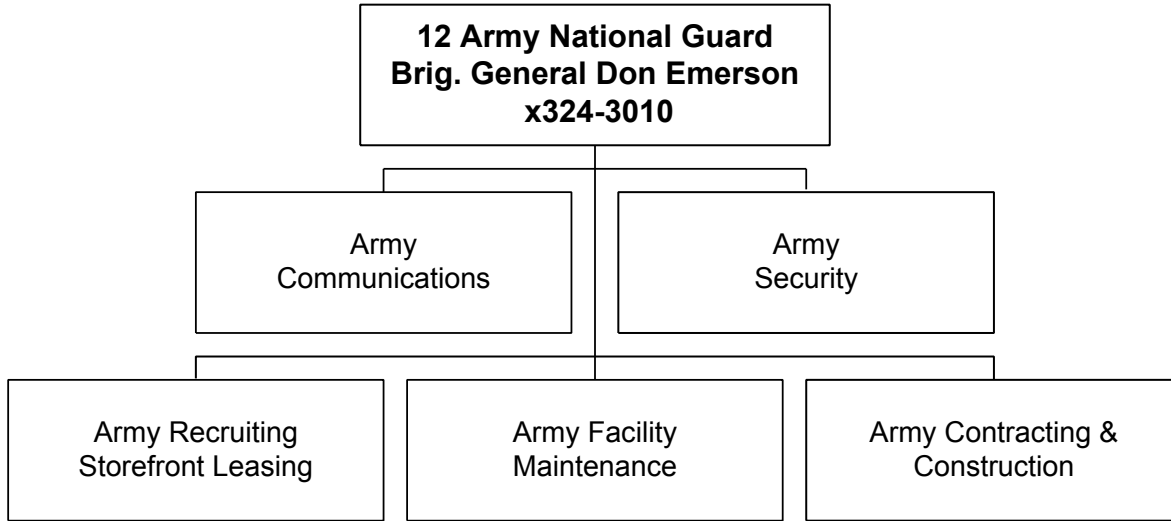 12 Army National Guard
Brig. General Don Emerson
x324-3010
Army
Communications
Army
Security
Army Recruiting
Storefront Leasing
Army Facility
Maintenance
Army Contracting &
Construction